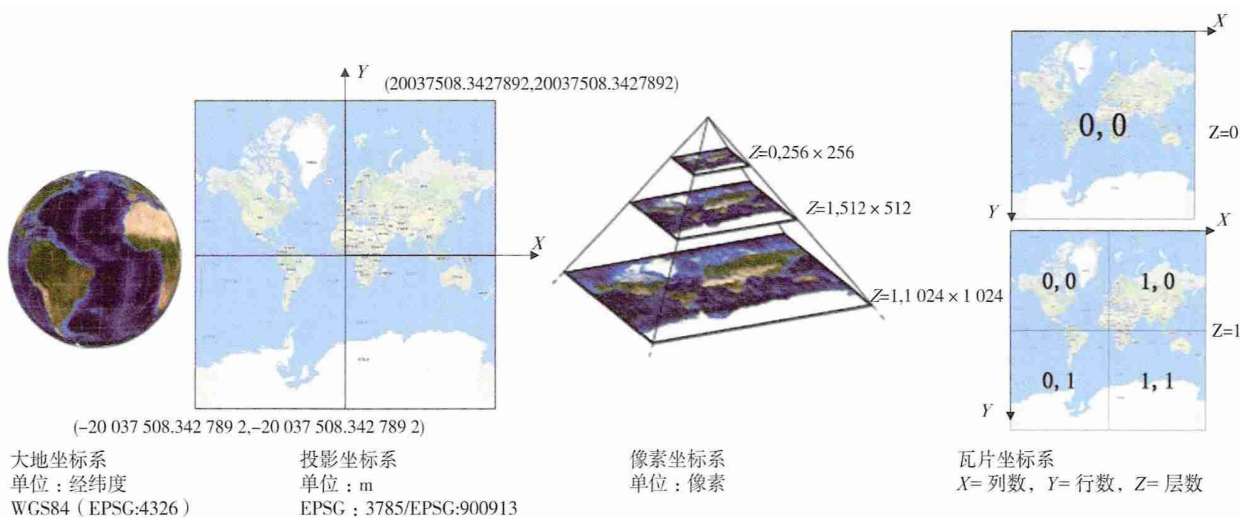 Y
(20037508.3427892,20037508.3427892)
X
(-20 037 508.342 789 2,-20 037 508.342 789 2)
大地坐标系
单位：经纬度
WGS84（EPSG:4326）
投影坐标系
单位：m
EPSG：3785/EPSG:900913
Z=0,256×256
Z=1,512×512
Z=1,1 024×1 024
像素坐标系
单位：像素
X
0,0
Z=0
Y
X
0,0
1,0
Z=1
0,1
1,1
Y
瓦片坐标系
X=列数，Y=行数，Z=层数